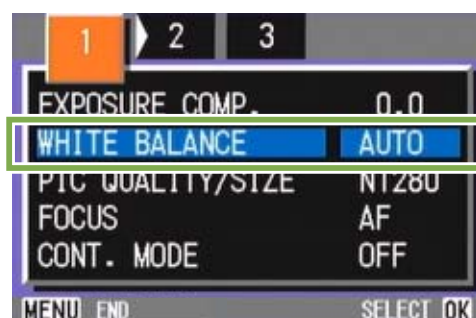 1 2 3
EXPOSURE COMP. 0.0
WHITE BALANCE AUTO
PIC QUALITY/SIZE N1280
FOCUS AF
CONT. MODE OFF
MENU END SELECT OK